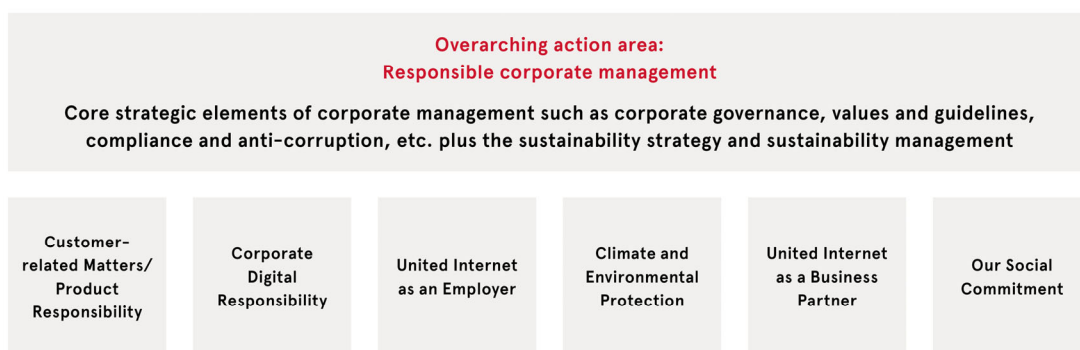 Overarching action area:
Responsible corporate management
Core strategic elements of corporate management such as corporate governance, values and guidelines,
compliance and anti-corruption, etc. plus the sustainability strategy and sustainability management
Customer-
related Matters/
Product
Responsibility
Corporate
Digital
Responsibility
United Internet
as an Employer
Climate and
Environmental
Protection
United Internet
as a Business
Partner
Our Social
Commitment